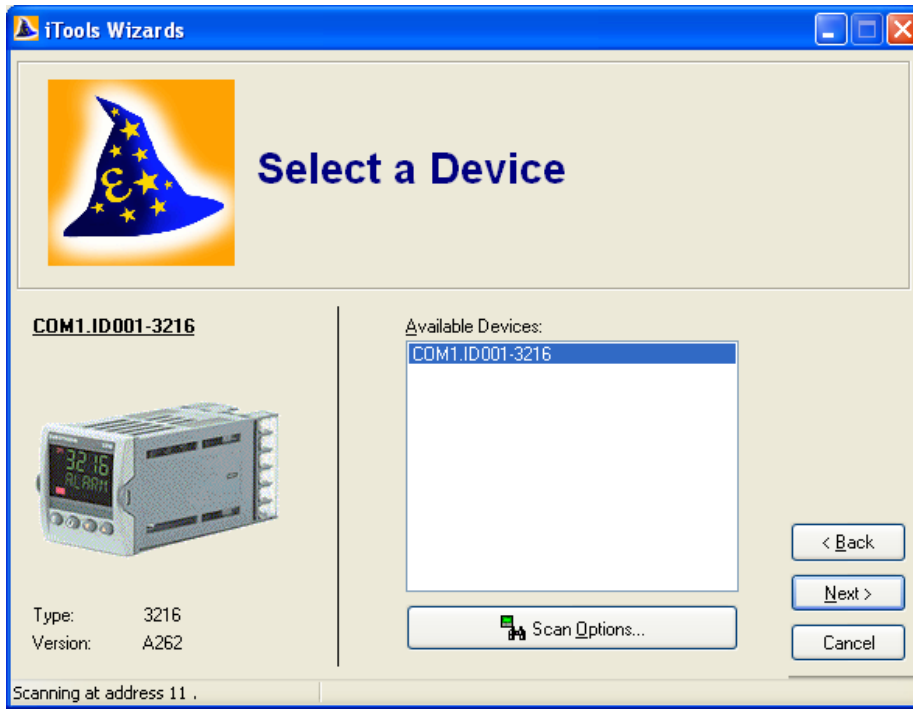 iTools Wizards
Select a Device
COM1.ID001-3216
Available Devices:
COM1.ID001-3216
3216
ALARM
Type: 3216
Version: A262
Scan Options...
< Back
Next >
Cancel
Scanning at address 11 .